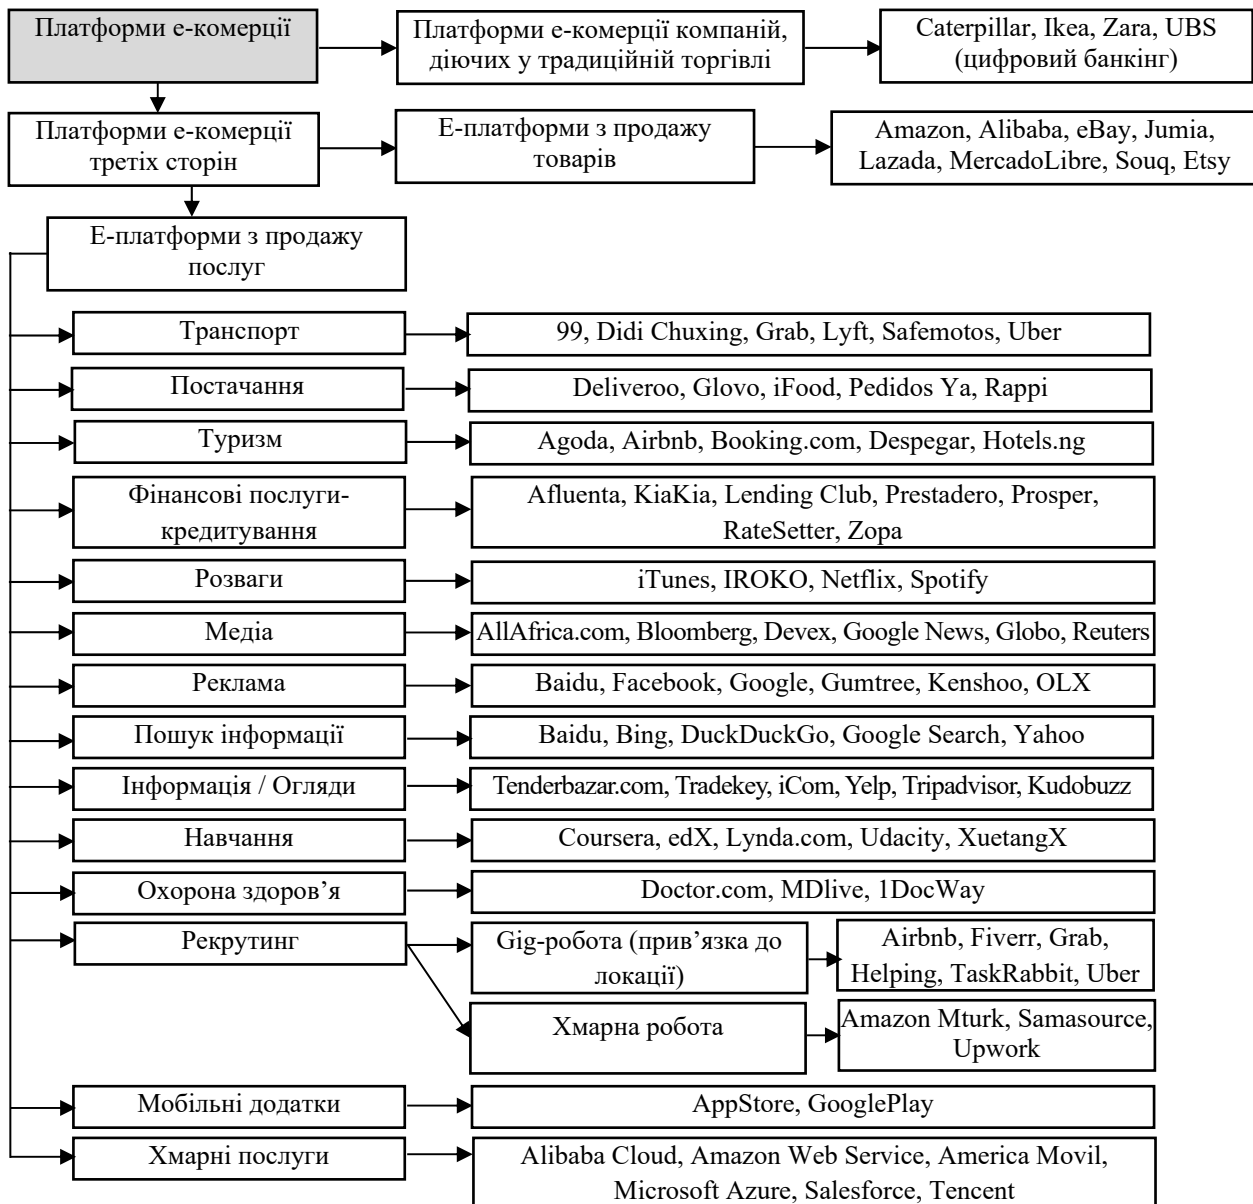 Платформи е-комерції
Платформи е-комерції компаній,
діючих у традиційній торгівлі
Caterpillar, Ikea, Zara, UBS
(цифровий банкінг)
Платформи е-комерції
третіх сторін
Е-платформи з продажу
товарів
Amazon, Alibaba, eBay, Jumia,
Lazada, MercadoLibre, Souq, Etsy
Е-платформи з продажу
послуг
Транспорт
99, Didi Chuxing, Grab, Lyft, Safemotos, Uber
Постачання
Deliveroo, Glovo, iFood, Pedidos Ya, Rappi
Туризм
Agoda, Airbnb, Booking.com, Despegar, Hotels.ng
Фінансові послуги-
кредитування
Afluenta, KiaKia, Lending Club, Prestadero, Prosper,
RateSetter, Zopa
Розваги
iTunes, IROKO, Netflix, Spotify
Медіа
AllAfrica.com, Bloomberg, Devex, Google News, Globo, Reuters
Реклама
Baidu, Facebook, Google, Gumtree, Kenshoo, OLX
Пошук інформації
Baidu, Bing, DuckDuckGo, Google Search, Yahoo
Інформація / Огляди
Tenderbazar.com, Tradekey, iCom, Yelp, Tripadvisor, Kudobuzz
Навчання
Coursera, edX, Lynda.com, Udacity, XuetangX
Охорона здоров’я
Doctor.com, MDlive, 1DocWay
Рекрутинг
Gig-робота (прив’язка до
локації)
Airbnb, Fiverr, Grab,
Helping, TaskRabbit, Uber
Хмарна робота
Amazon Mturk, Samasource,
Upwork
Мобільні додатки
AppStore, GooglePlay
Хмарні послуги
Alibaba Cloud, Amazon Web Service, America Movil,
Microsoft Azure, Salesforce, Tencent